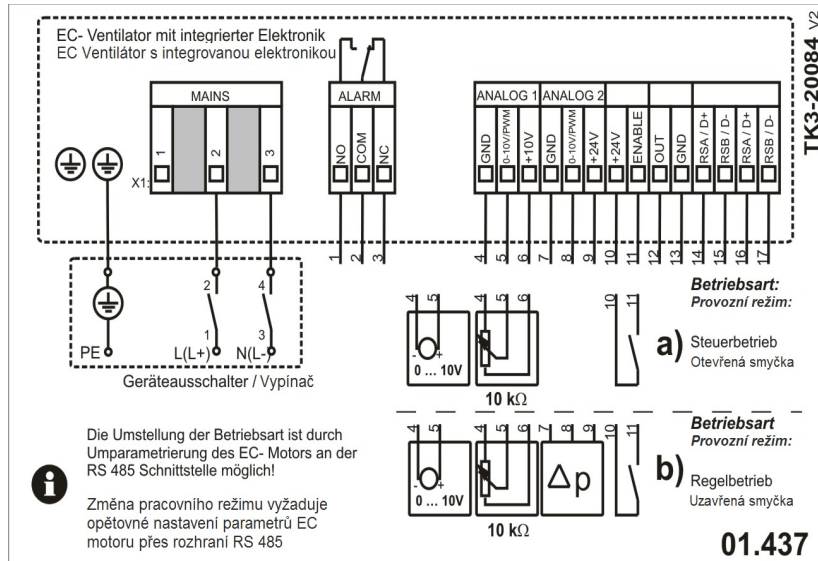 EC- Ventilator mit integrierter Elektronik
EC Ventilátor s integrovanou elektronikou
TK3-20084 V2
MAINS
ALARM
ANALOG 1 ANALOG 2
X1:
1 2 3
NO COM NC
GND 0-10V/PWM +10V GND 0-10V/PWM +24V +24V ENABLE OUT GND RSA / D+ RSB / D- RSA / D+ RSB / D-
1 2 3
4 5 6 7 8 9 10 11 12 13 14 15 16 17
2 4
1 3
PE L(L+) N(L-)
Geräteausschalter / Vypínač
Betriebsart:
Provozní režim:
4 5 4 5 6 10 11
- +
0 ... 10V
10 kΩ
a) Steuerbetrieb
Otevřená smyčka
Betriebsart
Provozní režim:
4 5 4 5 6 7 8 9 10 11
- +
0 ... 10V
10 kΩ
Δp
b) Regelbetrieb
Uzavřená smyčka
Die Umstellung der Betriebsart ist durch
Umparametrierung des EC- Motors an der
RS 485 Schnittstelle möglich!
i
Změna pracovního režimu vyžaduje
opětovné nastavení parametrů EC
motoru přes rozhraní RS 485
01.437